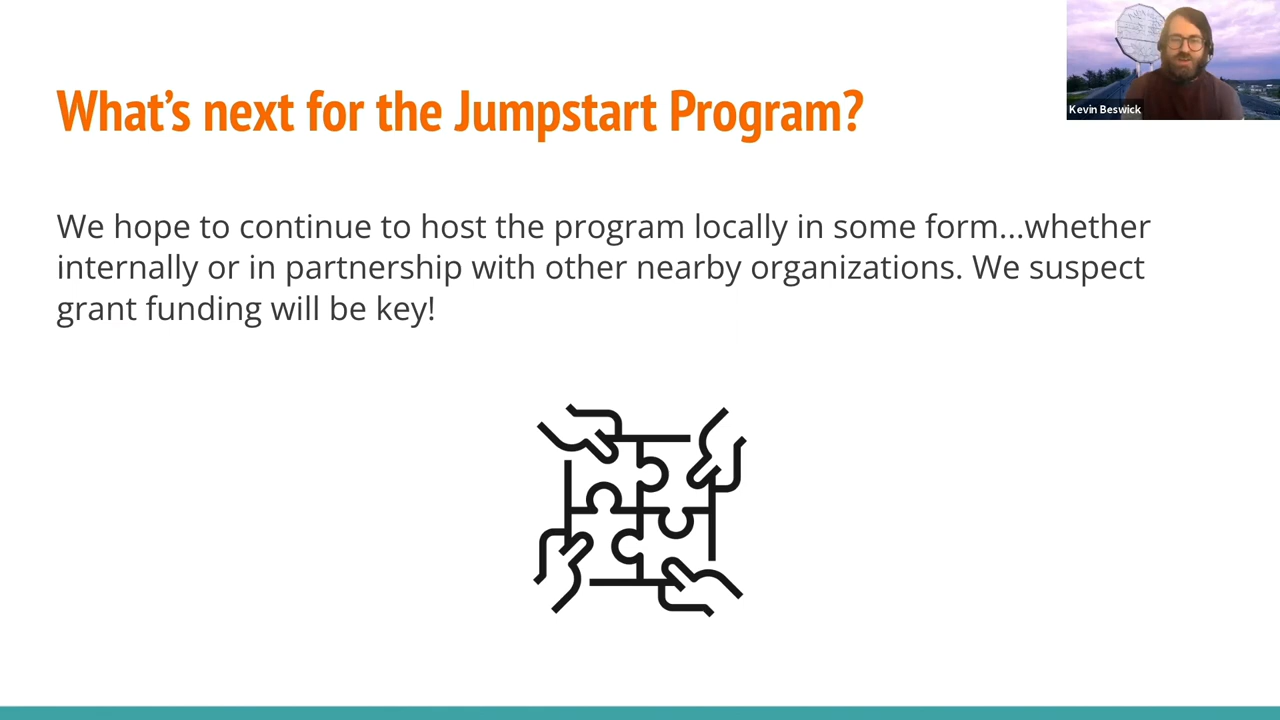 What's next for the Jumpstart Program?
Kevin Beswick
We hope to continue to host the program locally in some form...whether
internally or in partnership with other nearby organizations. We suspect
grant funding will be key!